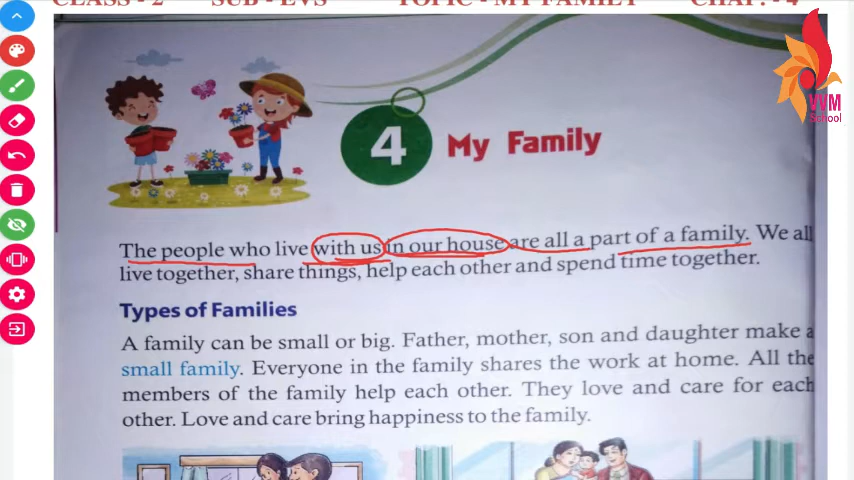 CLASS - 2 SUB - EVS TOPIC - MY FAMILY CHAP. - 4
VVM
School
4 My Family
The people who live with us in our house are all a part of a family. We all
live together, share things, help each other and spend time together.
Types of Families
A family can be small or big. Father, mother, son and daughter make a
small family. Everyone in the family shares the work at home. All the
members of the family help each other. They love and care for each
other. Love and care bring happiness to the family.